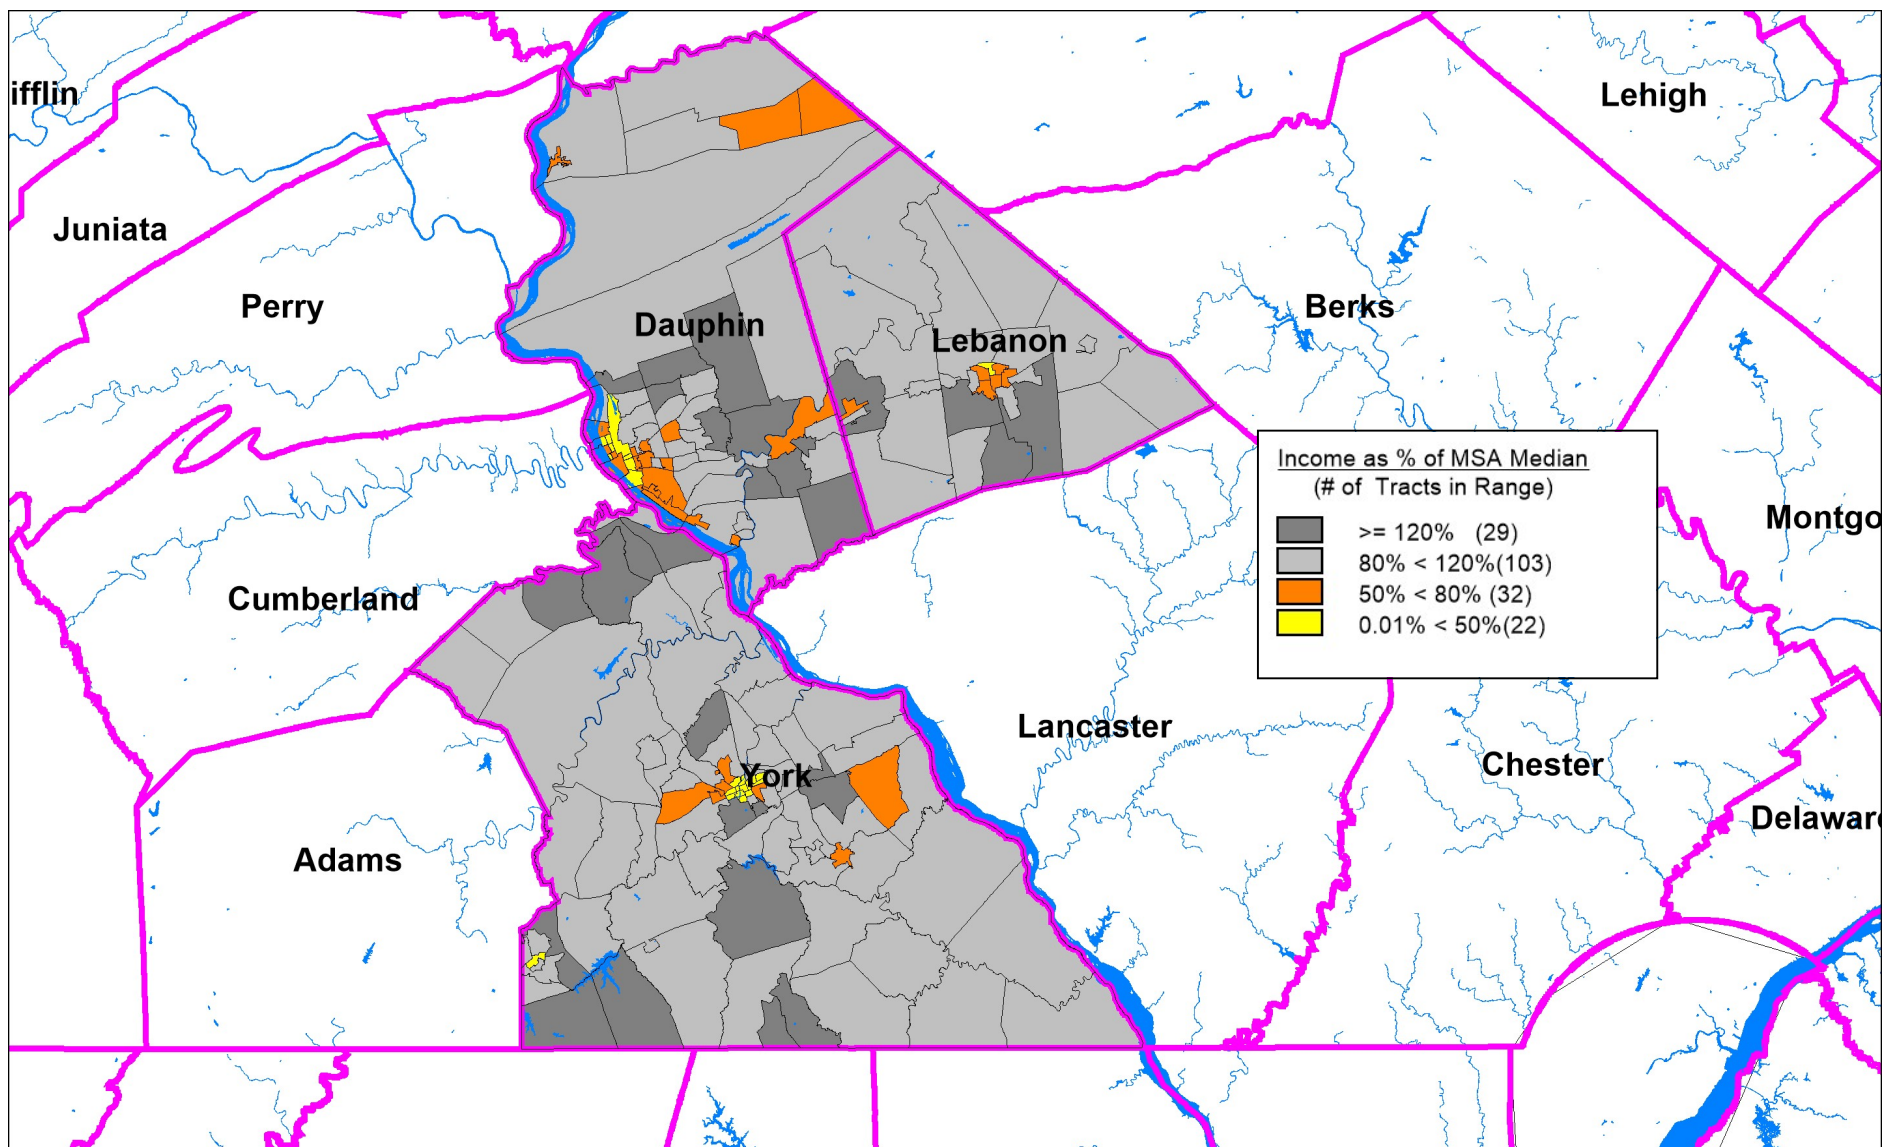 ifflin
Lehigh
Juniata
Perry
Dauphin
Lebanon
Berks
Income as % of MSA Median
(# of Tracts in Range)
>= 120% (29)
80% < 120%(103)
50% < 80% (32)
0.01% < 50%(22)
Montgo
Cumberland
Lancaster
Chester
York
Delaware
Adams